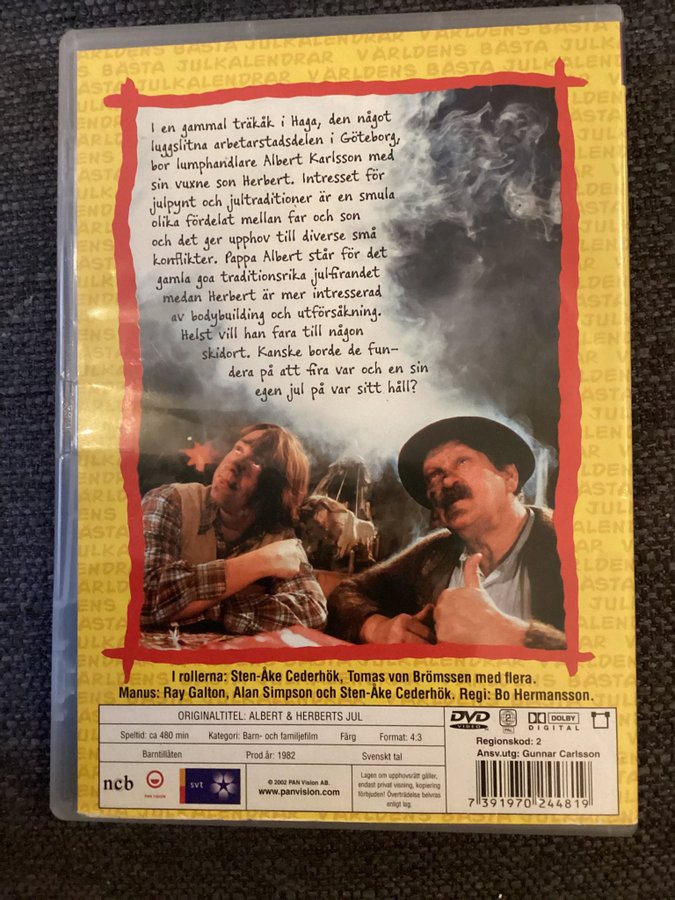 VÄRLDENS BÄSTA JULKALENDRAR
I en gammal träkåk i Haga, den något
luggslitna arbetarstadsdelen i Göteborg,
bor lumphandlare Albert Karlsson med
sin vuxne son Herbert. Intresset för
julpynt och jultraditioner är en smula
olika fördelat mellan far och son
och det ger upphov till diverse små
konflikter. Pappa Albert står för det
gamla goa traditionsrika julfirandet
medan Herbert är mer intresserad
av bodybuilding och utförsåkning.
Helst vill han fara till någon
skidort. Kanske borde de fun-
dera på att fira var och en sin
egen jul på var sitt håll?
I rollerna: Sten-Åke Cederhök, Tomas von Brömssen med flera.
Manus: Ray Galton, Alan Simpson och Sten-Åke Cederhök. Regi: Bo Hermansson.
ORIGINALTITEL: ALBERT & HERBERTS JUL
Speltid: ca 480 min Kategori: Barn- och familjefilm Färg Format: 4.3
Barntillåten Prod år: 1982 Svenskt tal
ncb PAN VISION svt
© 2002 PAN Vision AB.
www.panvision.com
Lagen om upphovsrätt gäller,
endast privat visning, kopiering
förbjuden! Överträdelse beivras
enligt lag.
DVD VIDEO 2 PAL DOLBY DIGITAL
Regionskod: 2
Ansv.utg: Gunnar Carlsson
7 391970 244819